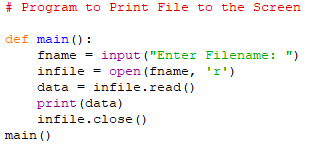 # Program to Print File to the Screen
def main():
    fname = input("Enter Filename: ")
    infile = open(fname, 'r')
    data = infile.read()
    print(data)
    infile.close()
main()